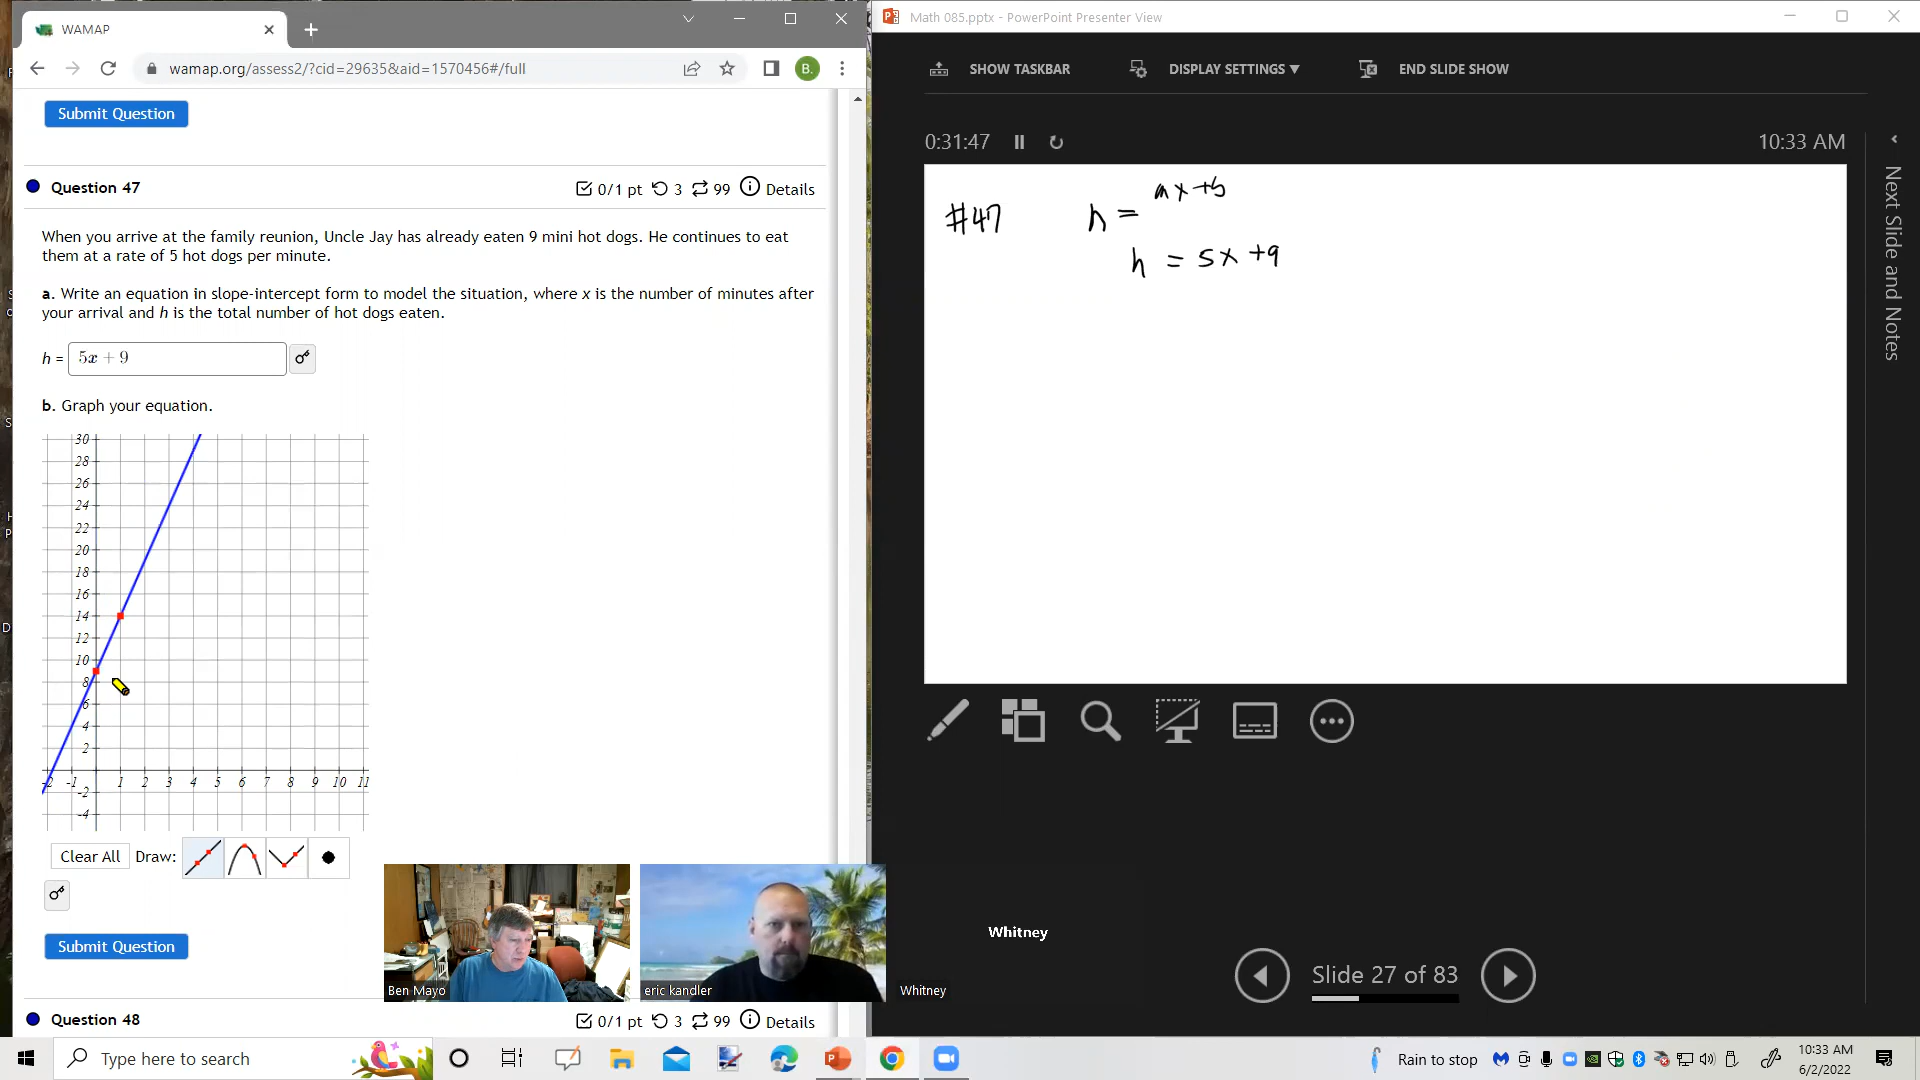 WAMAP
wamap.org/assess2/?cid=29635&aid=1570456#/full
B.
Submit Question
Question 47
0/1 pt 3 99 Details
When you arrive at the family reunion, Uncle Jay has already eaten 9 mini hot dogs. He continues to eat
them at a rate of 5 hot dogs per minute.
a. Write an equation in slope-intercept form to model the situation, where x is the number of minutes after
your arrival and h is the total number of hot dogs eaten.
h = 5x + 9
b. Graph your equation.
30
28
26
24
22
20
18
16
14
12
10
8
6
4
2
-2 -1 1 2 3 4 5 6 7 8 9 10 11
-2
-4
Clear All Draw:
Submit Question
Question 48
0/1 pt 3 99 Details
Math 085.pptx - PowerPoint Presenter View
SHOW TASKBAR DISPLAY SETTINGS END SLIDE SHOW
0:31:47 10:33 AM
#47 h = mx+b
h = 5x +9
Next Slide and Notes
Whitney
Slide 27 of 83
Ben Mayo
eric kandler
Whitney
Type here to search
Rain to stop
10:33 AM
6/2/2022